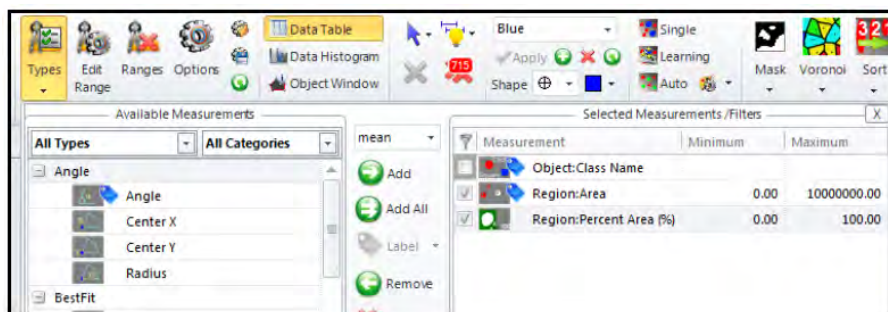 Types
Edit
Range
Ranges
Options
Data Table
Data Histogram
Object Window
715
Blue
Apply
Shape
Single
Learning
Auto
Mask
Voronoi
321
Sort
Available Measurements
All Types
All Categories
Angle
Angle
Center X
Center Y
Radius
BestFit
mean
Add
Add All
Label
Remove
Selected Measurements /Filters
X
Measurement Minimum Maximum
Object:Class Name
Region:Area 0.00 10000000.00
Region:Percent Area (%) 0.00 100.00